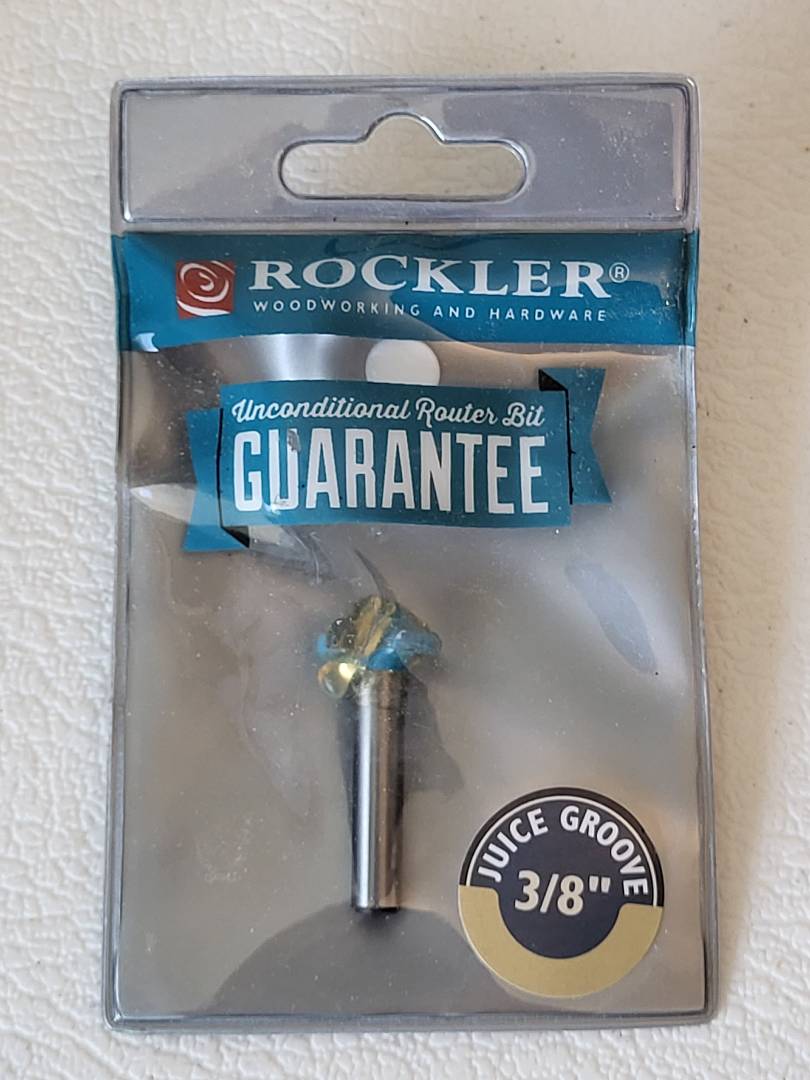 ROCKLER®
WOODWORKING AND HARDWARE
Unconditional Router Bit
GUARANTEE
JUICE GROOVE
3/8"